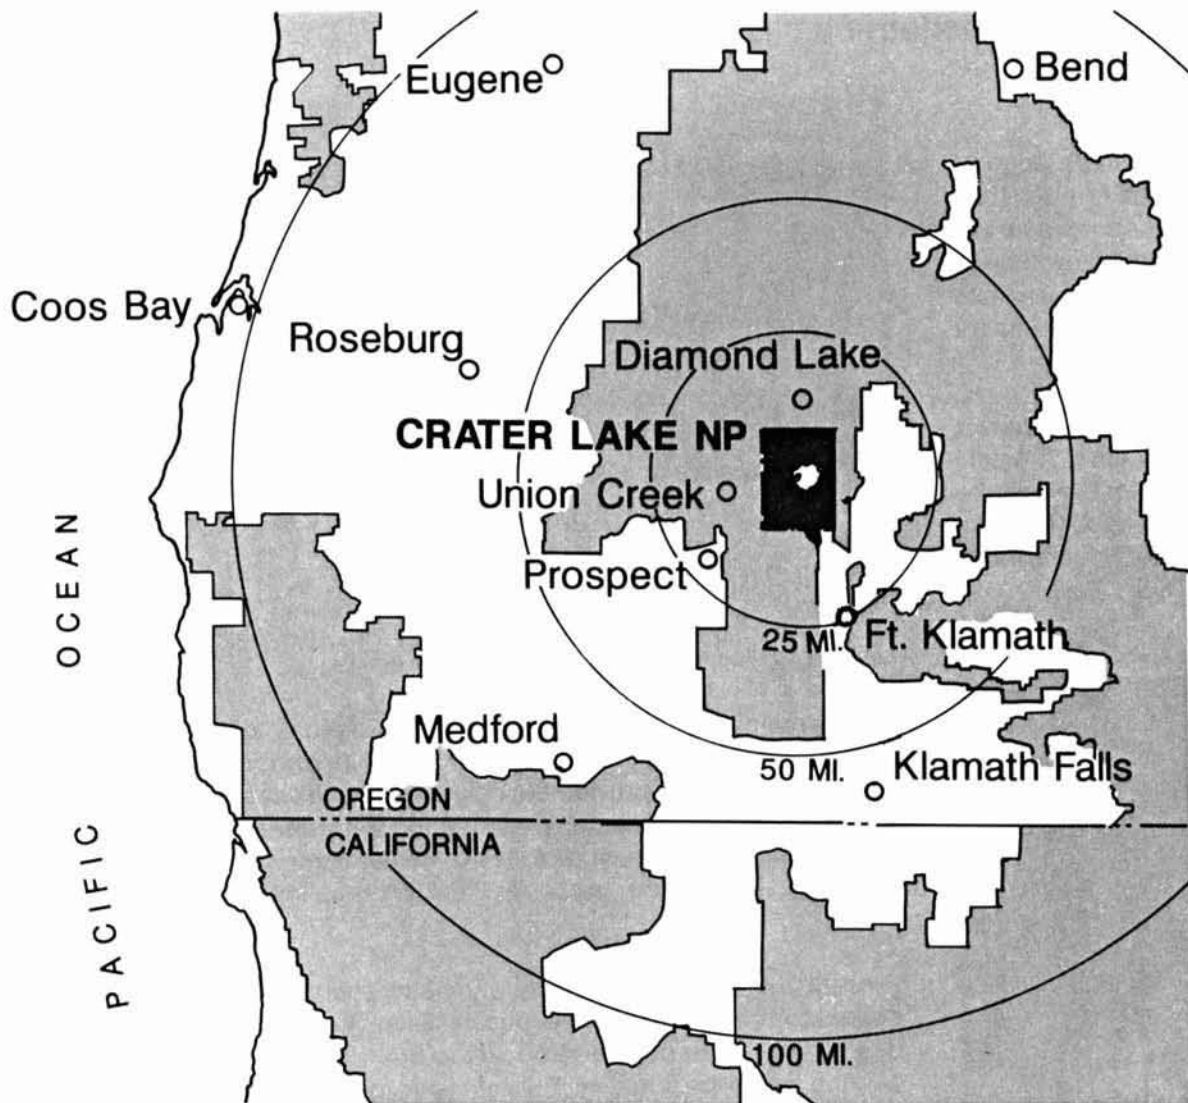 Eugene
Bend
Coos Bay
Roseburg
Diamond Lake
CRATER LAKE NP
Union Creek
Prospect
25 MI.
Ft. Klamath
Medford
50 MI.
Klamath Falls
OREGON
CALIFORNIA
PACIFIC OCEAN
100 MI.